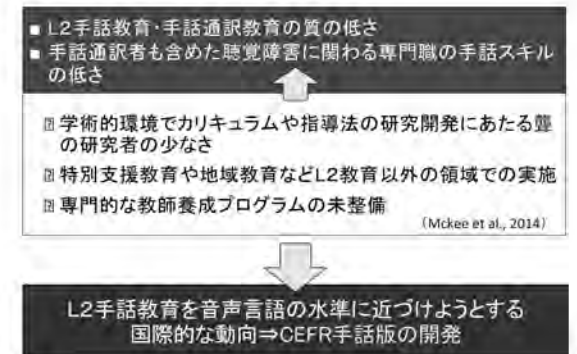 ■ L2手話教育・手話通訳教育の質の低さ
■ 手話通訳者も含めた聴覚障害に関わる専門職の手話スキル
の低さ
学術的環境でカリキュラムや指導法の研究開発にあたる聾
の研究者の少なさ
特別支援教育や地域教育などL2教育以外の領域での実施
専門的な教師養成プログラムの未整備
(Mckee et al., 2014)
L2手話教育を音声言語の水準に近づけようとする
国際的な動向⇒CEFR手話版の開発